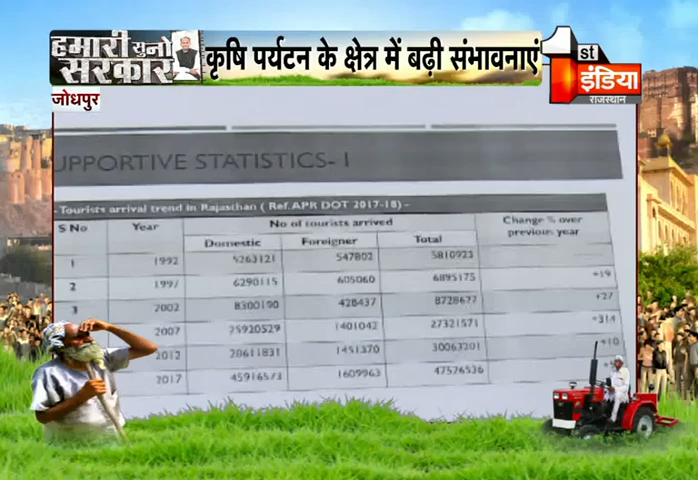 हमारी सुनो सरकार
कृषि पर्यटन के क्षेत्र में बढ़ी संभावनाएं
1st
इंडिया
राजस्थान
जोधपुर
UPPORTIVE STATISTICS- I
- Tourists arrival trend in Rajasthan ( Ref. APR DOT 2017-18) -
S No Year No of tourists arrived Change % over previous year
Domestic Foreigner Total
1 1992 5263121 547802 5810923
2 1997 6290115 605060 6895175 +19
3 2002 8300190 428437 8728627 +27
2007 25920529 1401042 27321571 +314
2012 28611831 1451370 30063201 +10
2017 45916573 1609963 47526536